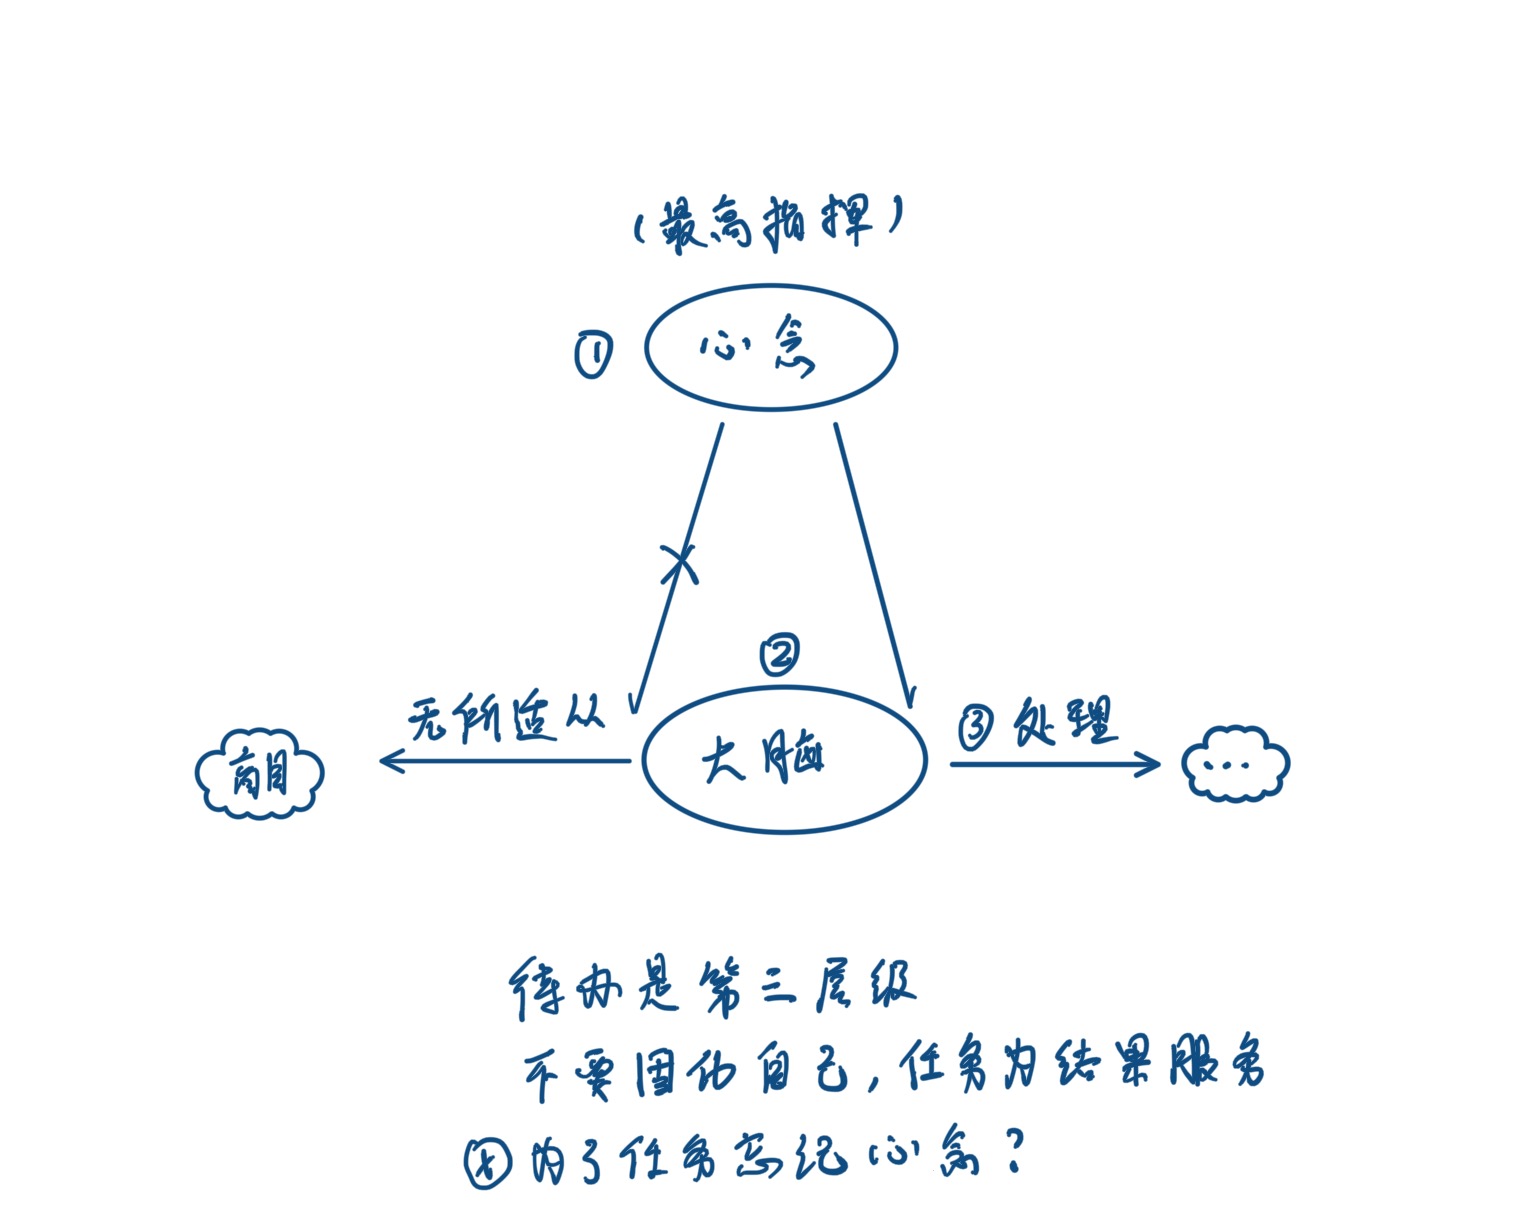 (最高指挥)
① 心念
②
无所适从
③ 处理
大脑
...
待办是第三层级
不要困住自己,任务为结果服务
为了任务忘记心念?